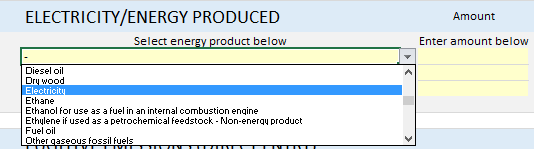 ELECTRICITY/ENERGY PRODUCED Amount
Select energy product below Enter amount below
-
Diesel oil
Dry wood
Electricity
Ethane
Ethanol for use as a fuel in an internal combustion engine
Ethylene if used as a petrochemical feedstock - Non-energy product
Fuel oil
Other gaseous fossil fuels